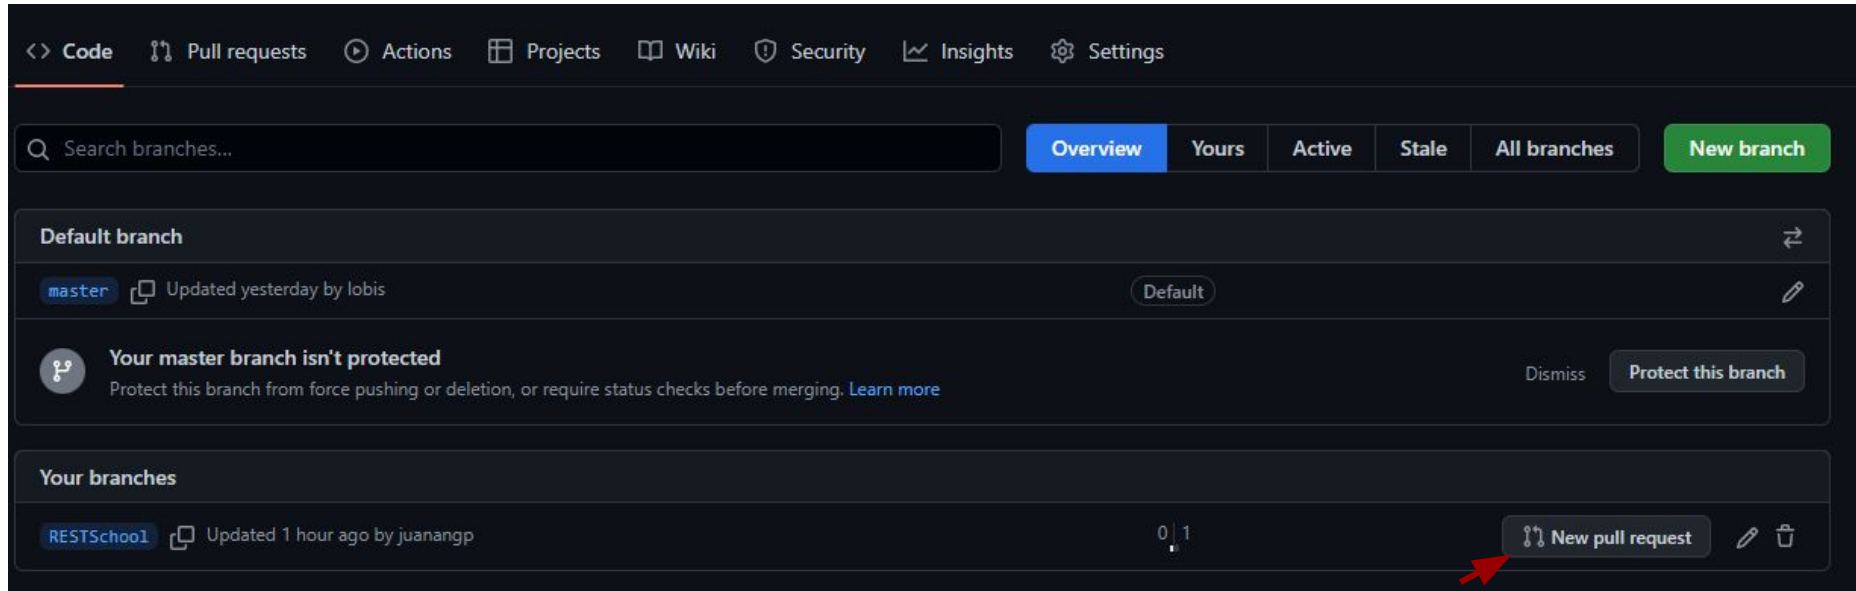 Code Pull requests Actions Projects Wiki Security Insights Settings
Search branches... Overview Yours Active Stale All branches New branch
Default branch
master Updated yesterday by lobis Default
Your master branch isn't protected
Protect this branch from force pushing or deletion, or require status checks before merging. Learn more Dismiss Protect this branch
Your branches
RESTSchool Updated 1 hour ago by juanangp 0 1 New pull request